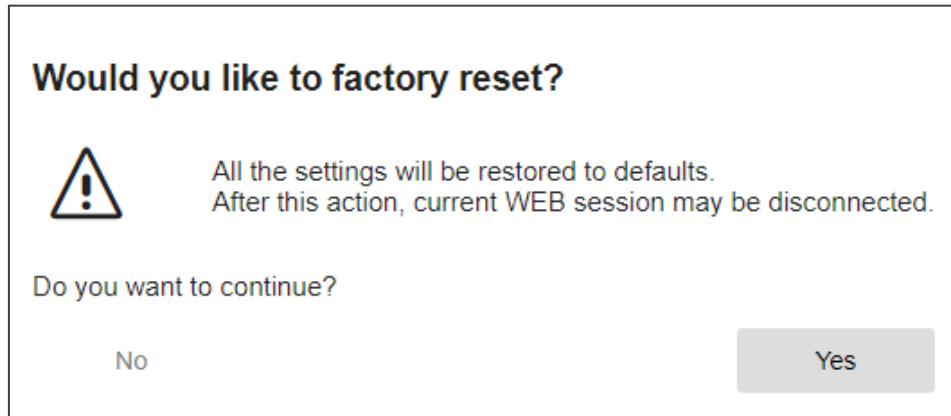 Would you like to factory reset?
All the settings will be restored to defaults.
After this action, current WEB session may be disconnected.
Do you want to continue?
No
Yes